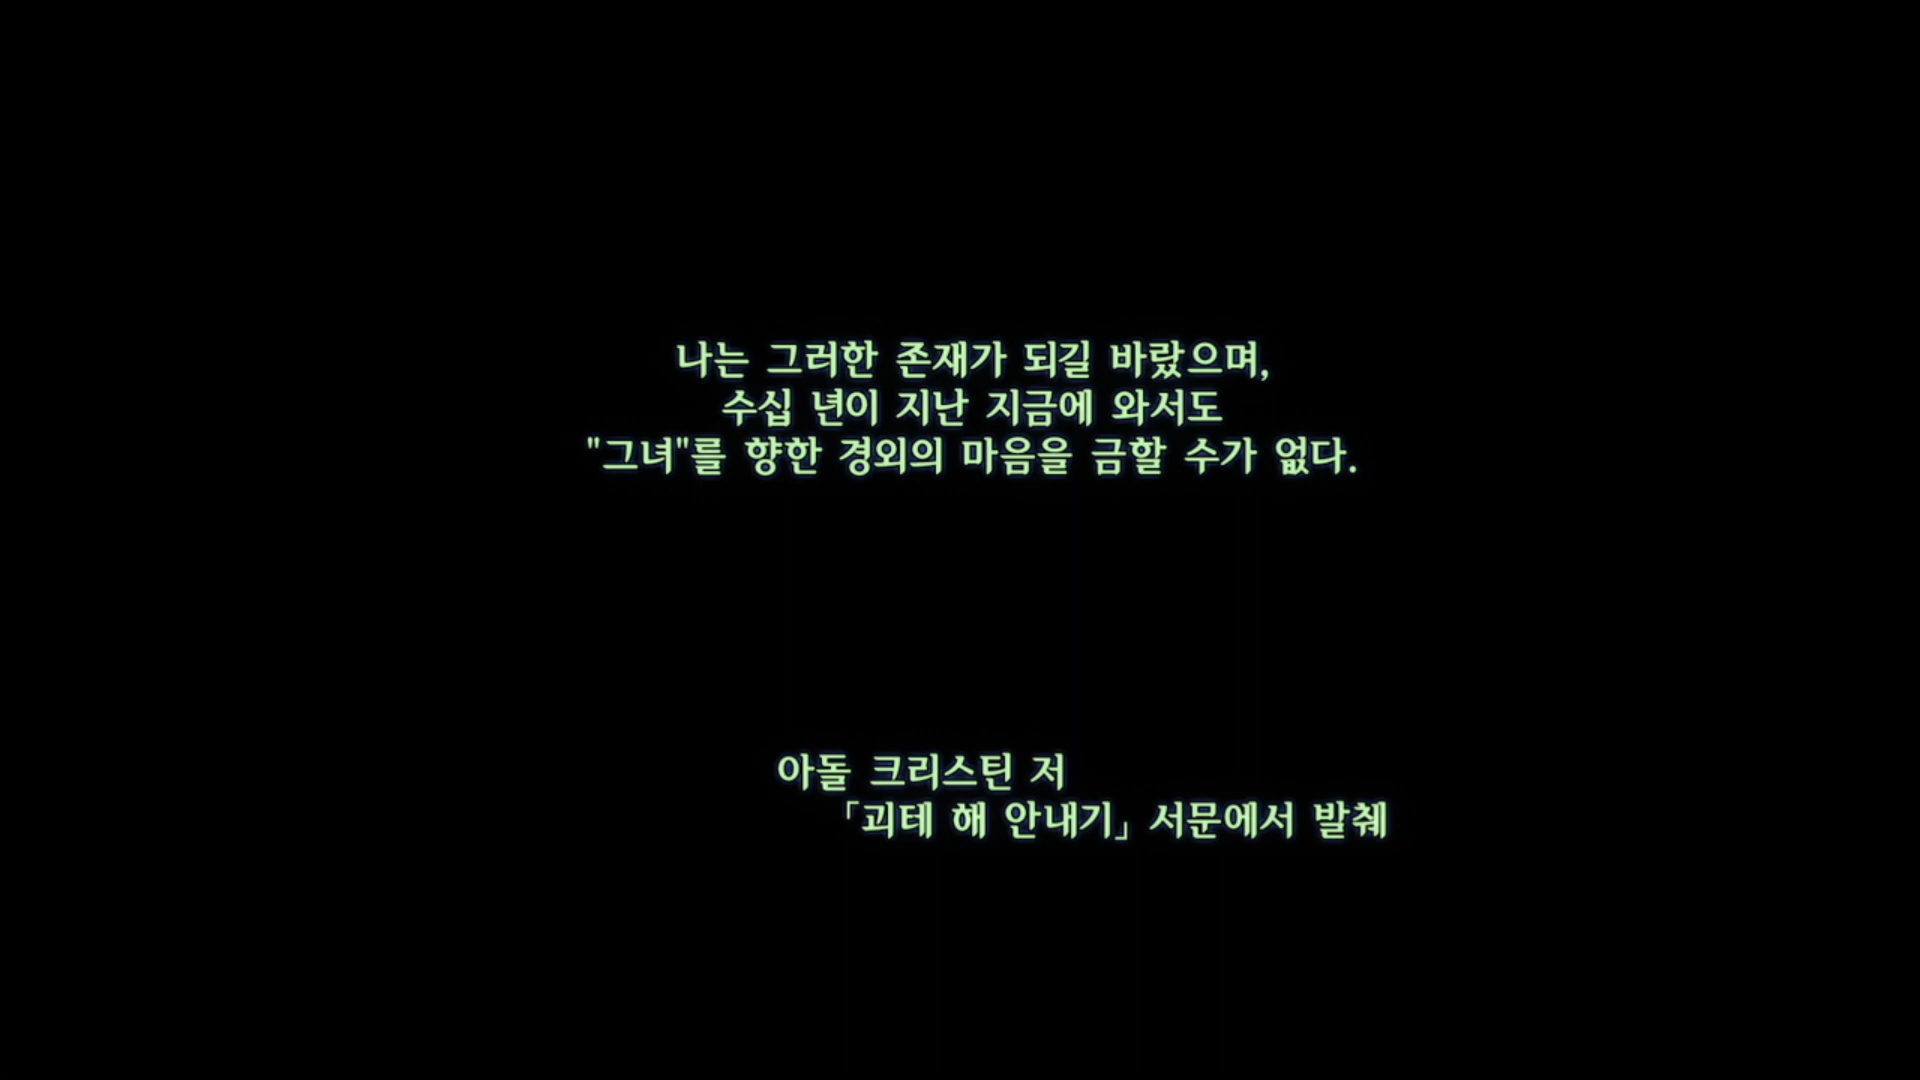 나는 그러한 존재가 되길 바랐으며,
수십 년이 지난 지금에 와서도
"그녀"를 향한 경외의 마음을 금할 수가 없다.
아돌 크리스틴 저
「괴테 해 안내기」 서문에서 발췌